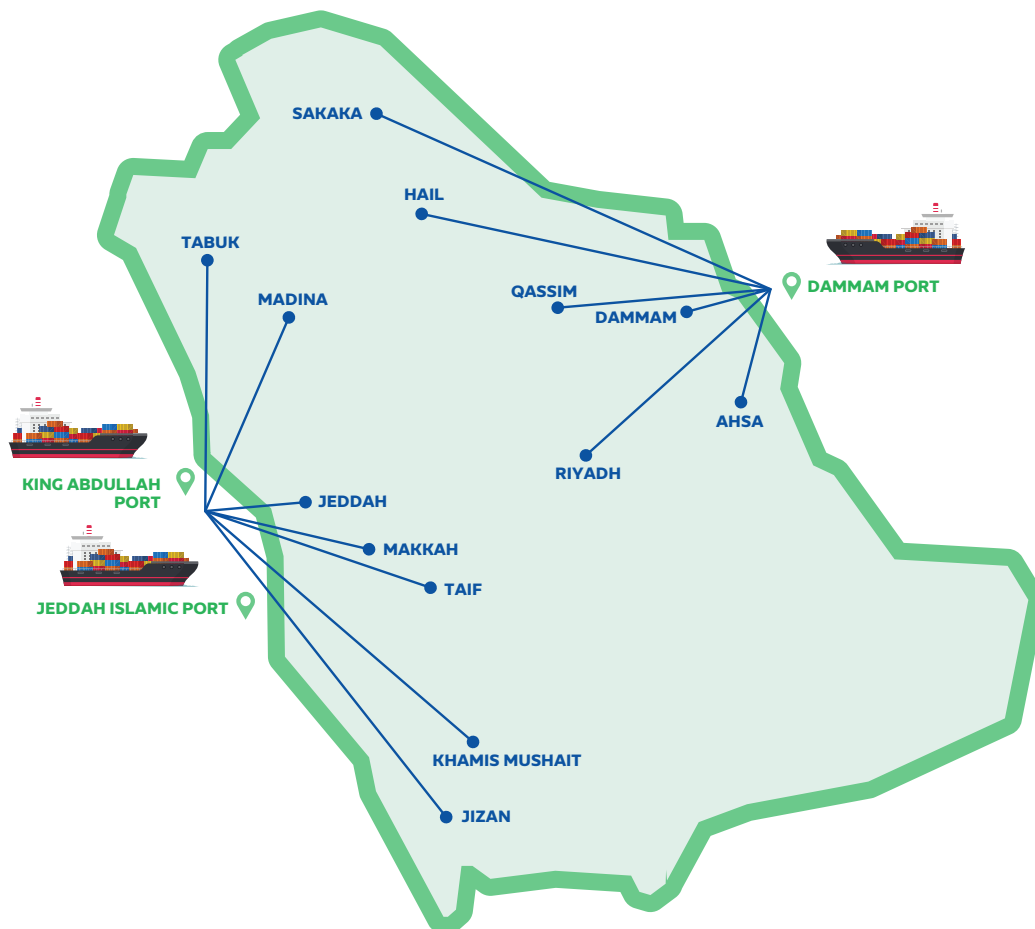 SAKAKA
HAIL
TABUK
MADINA
QASSIM
DAMMAM
DAMMAM PORT
AHSA
RIYADH
KING ABDULLAH
PORT
JEDDAH
MAKKAH
TAIF
JEDDAH ISLAMIC PORT
KHAMIS MUSHAIT
JIZAN